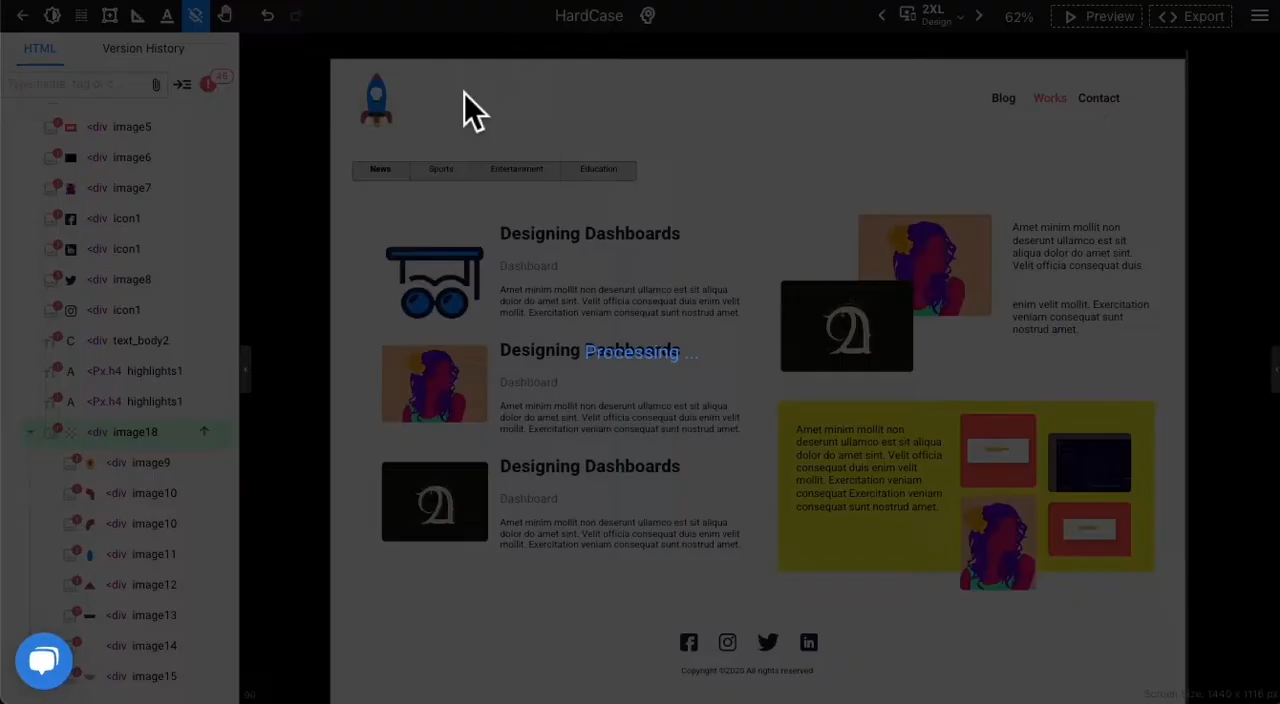 HardCase
2XL
Design
62%
Preview
Export
HTML
Version History
46
<div image5
<div image6
<div image7
<div icon1
<div icon1
<div image8
<div icon1
C <div text_body2
A <Px.h4 highlights1
A <Px.h4 highlights1
<div image18
<div image9
<div image10
<div image10
<div image11
<div image12
<div image13
<div image14
<div image15
Blog Works Contact
News Sports Entertainment Education
Designing Dashboards
Dashboard
Amet minim mollit non deserunt ullamco est sit aliqua
dolor do amet sint. Velit officia consequat duis enim velit
mollit. Exercitation veniam consequat sunt nostrud amet.
Designing Dashboards
Processing ...
Dashboard
Amet minim mollit non deserunt ullamco est sit aliqua
dolor do amet sint. Velit officia consequat duis enim velit
mollit. Exercitation veniam consequat sunt nostrud amet.
Designing Dashboards
Dashboard
Amet minim mollit non deserunt ullamco est sit aliqua
dolor do amet sint. Velit officia consequat duis enim velit
mollit. Exercitation veniam consequat sunt nostrud amet.
Amet minim mollit non
deserunt ullamco est sit
aliqua dolor do amet sint.
Velit officia consequat duis
enim velit mollit. Exercitation
veniam consequat sunt
nostrud amet.
Amet minim mollit non
deserunt ullamco est sit
aliqua dolor do amet sint. Velit officia
consequat duis enim velit
mollit. Exercitation veniam
consequat Exercitation veniam
consequat sunt nostrud amet.
Copyright ©2020 All rights reserved
90
Screen Size, 1440 x 1116 px